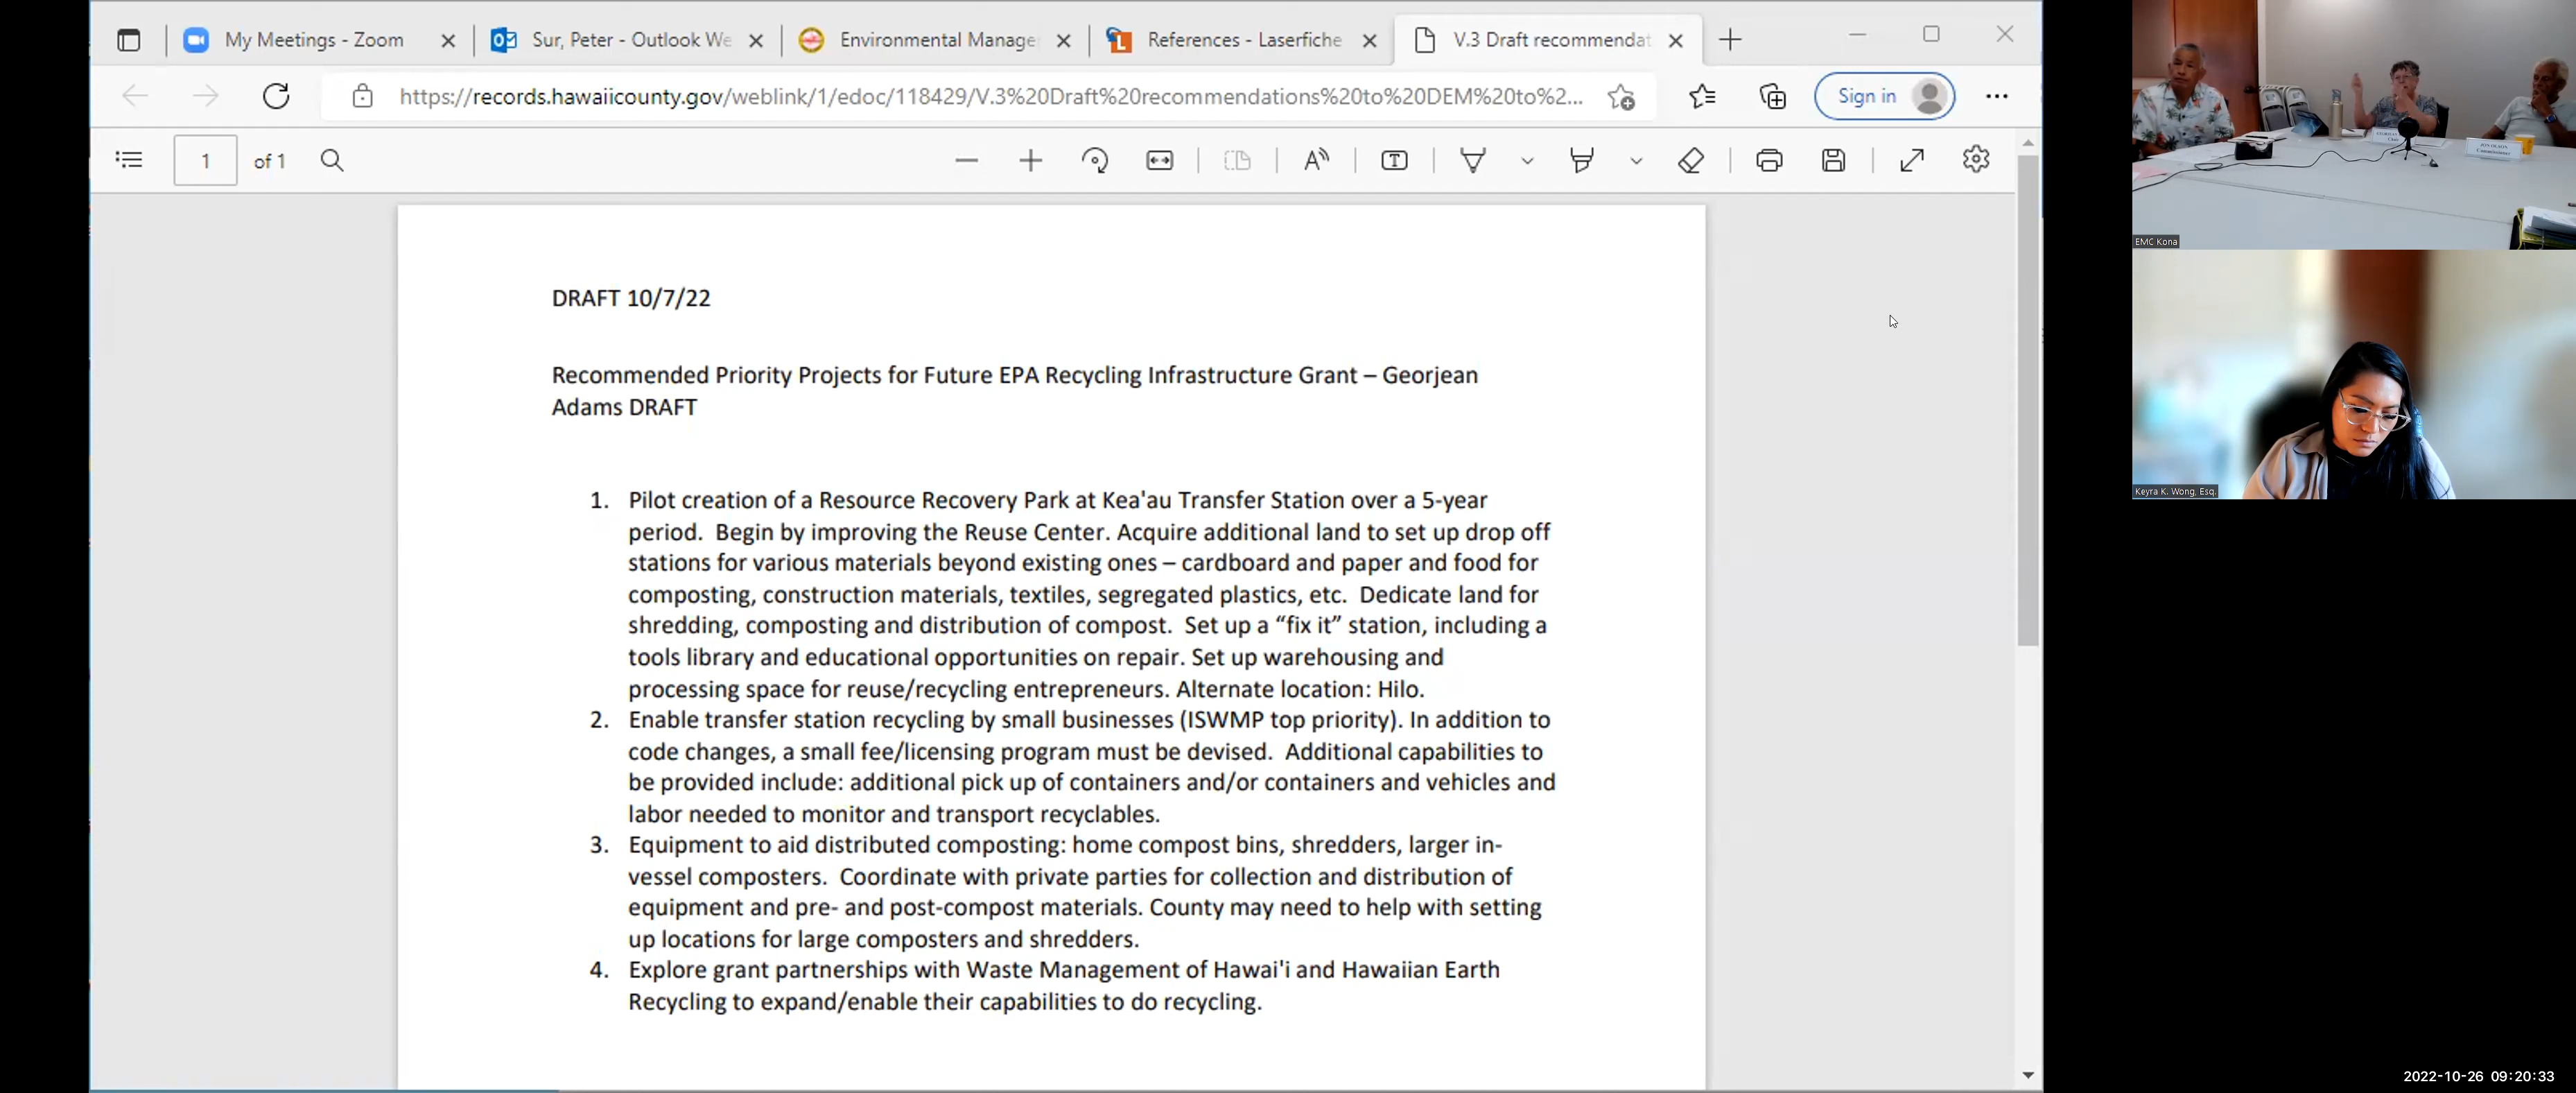 My Meetings - Zoom
Sur, Peter - Outlook We
Environmental Manage
References - Laserfiche
V.3 Draft recommendat
https://records.hawaiicounty.gov/weblink/1/edoc/118429/V.3%20Draft%20recommendations%20to%20DEM%20to%2...
Sign in
1 of 1
DRAFT 10/7/22
Recommended Priority Projects for Future EPA Recycling Infrastructure Grant – Georjean
Adams DRAFT
1. Pilot creation of a Resource Recovery Park at Kea'au Transfer Station over a 5-year
period. Begin by improving the Reuse Center. Acquire additional land to set up drop off
stations for various materials beyond existing ones – cardboard and paper and food for
composting, construction materials, textiles, segregated plastics, etc. Dedicate land for
shredding, composting and distribution of compost. Set up a “fix it” station, including a
tools library and educational opportunities on repair. Set up warehousing and
processing space for reuse/recycling entrepreneurs. Alternate location: Hilo.
2. Enable transfer station recycling by small businesses (ISWMP top priority). In addition to
code changes, a small fee/licensing program must be devised. Additional capabilities to
be provided include: additional pick up of containers and/or containers and vehicles and
labor needed to monitor and transport recyclables.
3. Equipment to aid distributed composting: home compost bins, shredders, larger in-
vessel composters. Coordinate with private parties for collection and distribution of
equipment and pre- and post-compost materials. County may need to help with setting
up locations for large composters and shredders.
4. Explore grant partnerships with Waste Management of Hawai'i and Hawaiian Earth
Recycling to expand/enable their capabilities to do recycling.
JON OLSON
Commissioner
EMC Kona
Keyra K. Wong, Esq.
2022-10-26 09:20:33